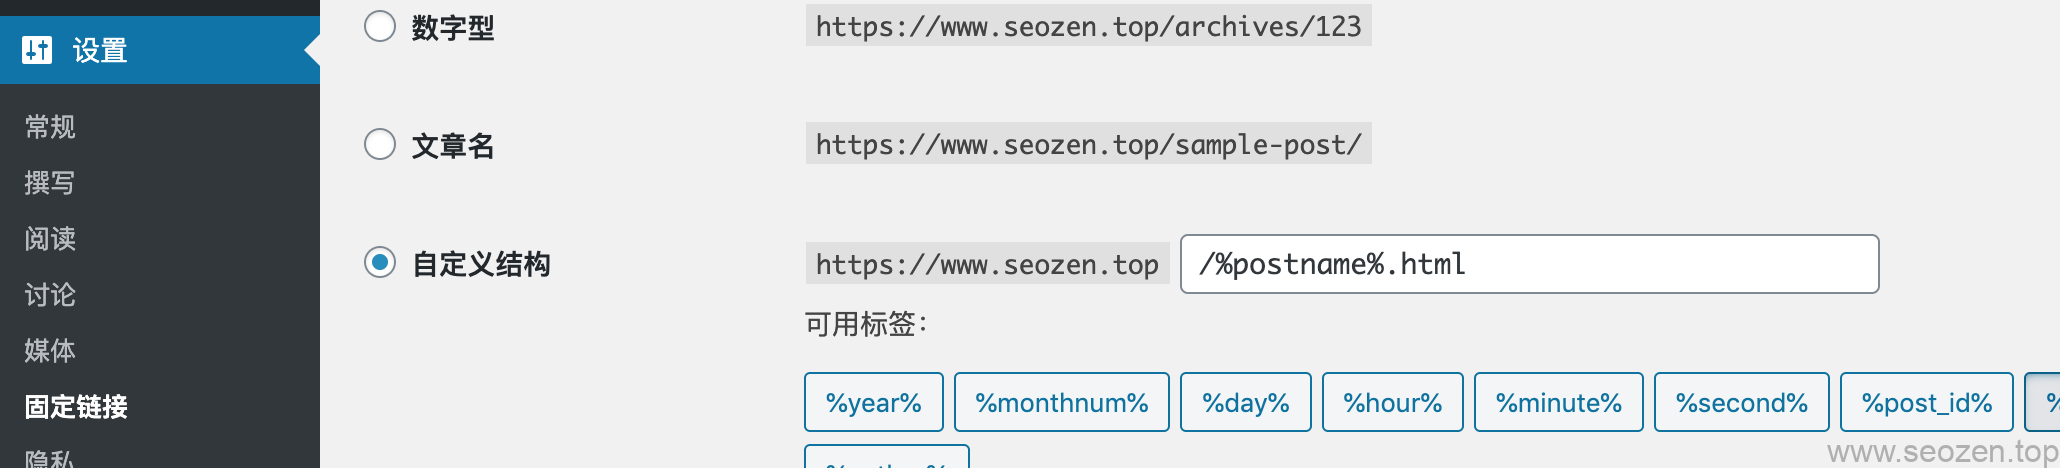 数字型 https://www.seozen.top/archives/123
设置
常规
文章名 https://www.seozen.top/sample-post/
撰写
阅读
自定义结构 https://www.seozen.top /%postname%.html
讨论
可用标签：
媒体
固定链接
%year% %monthnum% %day% %hour% %minute% %second% %post_id%
隐私
www.seozen.top